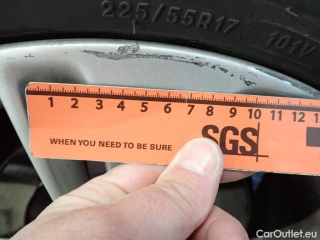 225/55R17 101V
1 2 3 4 5 6 7 8 9 10 11 12
WHEN YOU NEED TO BE SURE SGS
CarOutlet.eu